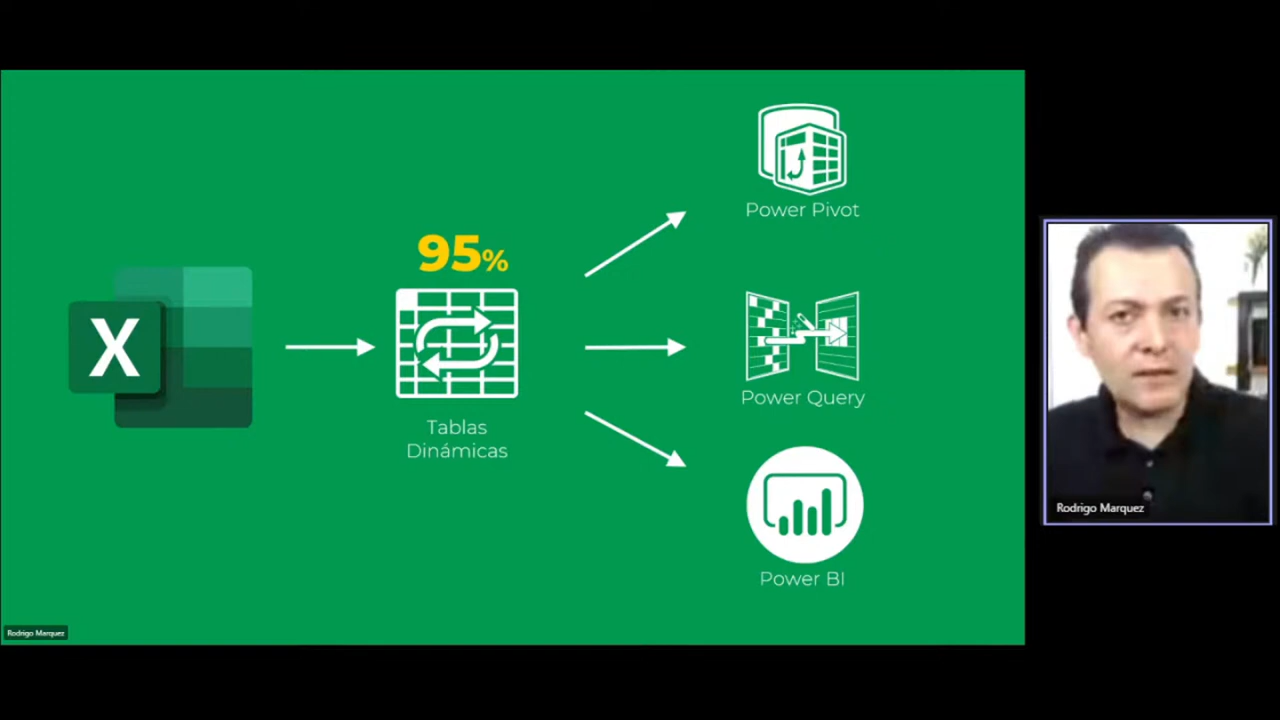 X
95%
Tablas
Dinámicas
Power Pivot
Power Query
Power BI
Rodrigo Marquez
Rodrigo Marquez